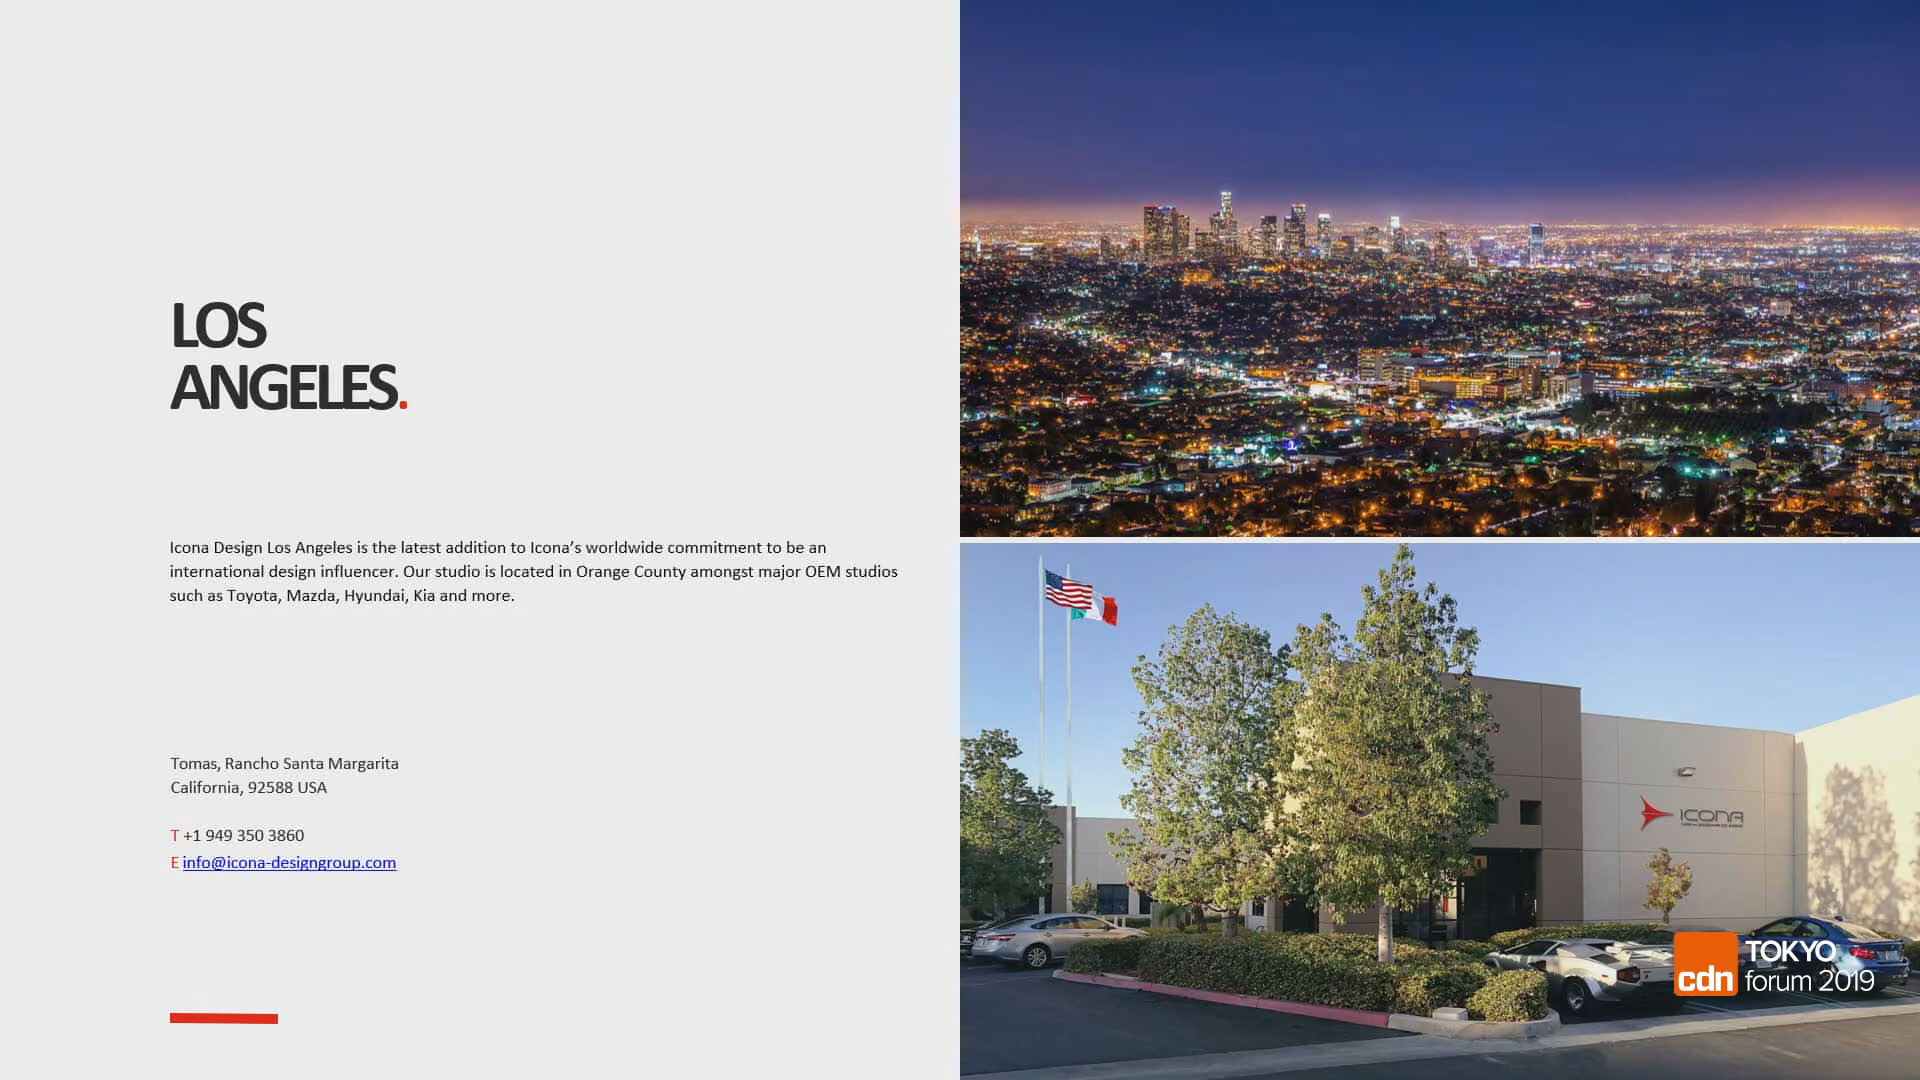 LOS
ANGELES.
Icona Design Los Angeles is the latest addition to Icona’s worldwide commitment to be an
international design influencer. Our studio is located in Orange County amongst major OEM studios
such as Toyota, Mazda, Hyundai, Kia and more.
Tomas, Rancho Santa Margarita
California, 92588 USA
T +1 949 350 3860
E info@icona-designgroup.com
ICONA
cdn
TOKYO
forum 2019